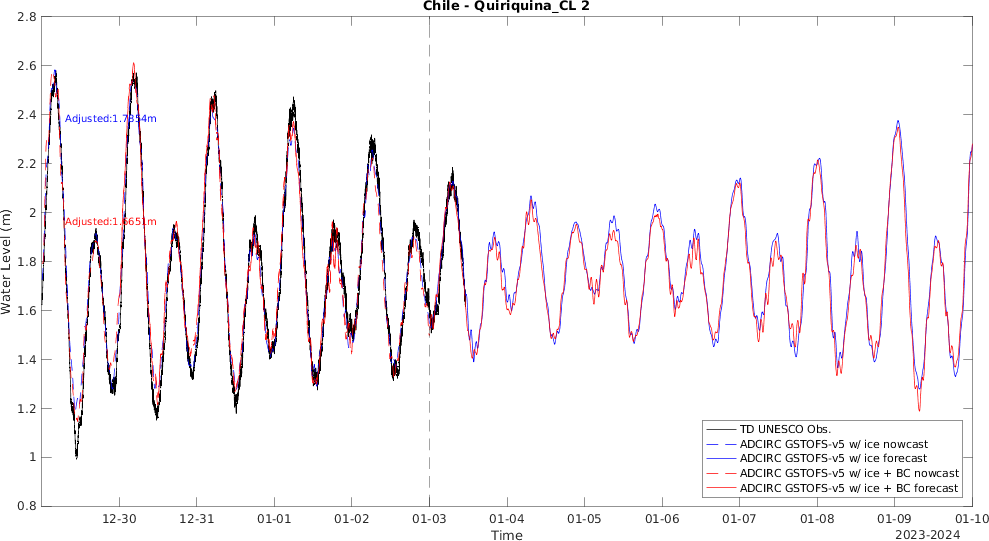 Chile - Quiriquina_CL 2
2.8
2.6
2.4
2.2
2
1.8
1.6
1.4
1.2
1
0.8
Water Level (m)
Adjusted:1.7354m
Adjusted:1.6651m
12-30
12-31
01-01
01-02
01-03
01-04
01-05
01-06
01-07
01-08
01-09
01-10
Time
2023-2024
TD UNESCO Obs.
ADCIRC GSTOFS-v5 w/ ice nowcast
ADCIRC GSTOFS-v5 w/ ice forecast
ADCIRC GSTOFS-v5 w/ ice + BC nowcast
ADCIRC GSTOFS-v5 w/ ice + BC forecast